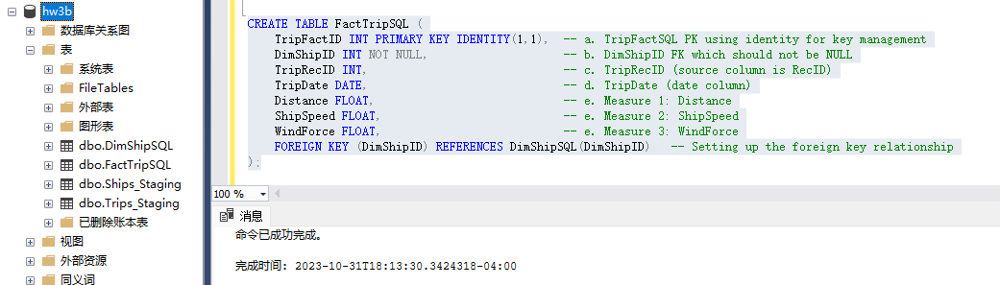 hw3b
数据库关系图
表
系统表
FileTables
外部表
图形表
dbo.DimShipSQL
dbo.FactTripSQL
dbo.Ships_Staging
dbo.Trips_Staging
已删除账本表
视图
外部资源
同义词
CREATE TABLE FactTripSQL (
TripFactID INT PRIMARY KEY IDENTITY(1,1), -- a. TripFactSQL PK using identity for key management
DimShipID INT NOT NULL, -- b. DimShipID FK which should not be NULL
TripRecID INT, -- c. TripRecID (source column is RecID)
TripDate DATE, -- d. TripDate (date column)
Distance FLOAT, -- e. Measure 1: Distance
ShipSpeed FLOAT, -- e. Measure 2: ShipSpeed
WindForce FLOAT, -- e. Measure 3: WindForce
FOREIGN KEY (DimShipID) REFERENCES DimShipSQL(DimShipID) -- Setting up the foreign key relationship
);
100 %
消息
命令已成功完成。
完成时间: 2023-10-31T18:13:30.3424318-04:00